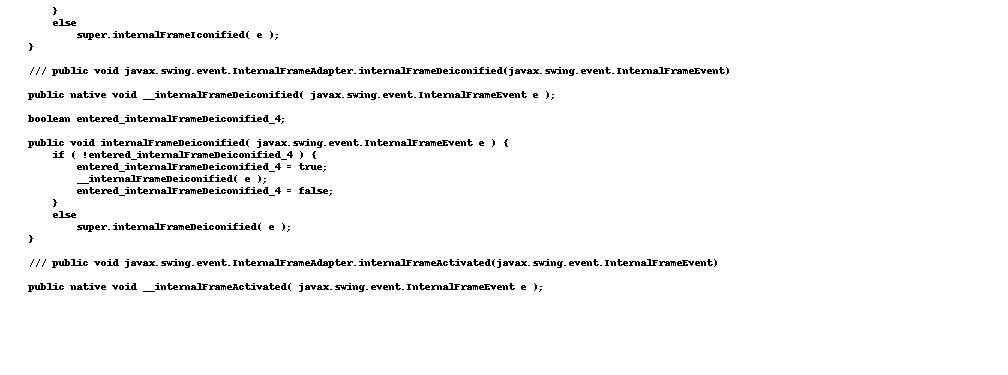 }
else
super.internalFrameIconified( e );
}
/// public void javax.swing.event.InternalFrameAdapter.internalFrameDeiconified(javax.swing.event.InternalFrameEvent)
public native void __internalFrameDeiconified( javax.swing.event.InternalFrameEvent e );
boolean entered_internalFrameDeiconified_4;
public void internalFrameDeiconified( javax.swing.event.InternalFrameEvent e ) {
if ( !entered_internalFrameDeiconified_4 ) {
entered_internalFrameDeiconified_4 = true;
__internalFrameDeiconified( e );
entered_internalFrameDeiconified_4 = false;
}
else
super.internalFrameDeiconified( e );
}
/// public void javax.swing.event.InternalFrameAdapter.internalFrameActivated(javax.swing.event.InternalFrameEvent)
public native void __internalFrameActivated( javax.swing.event.InternalFrameEvent e );